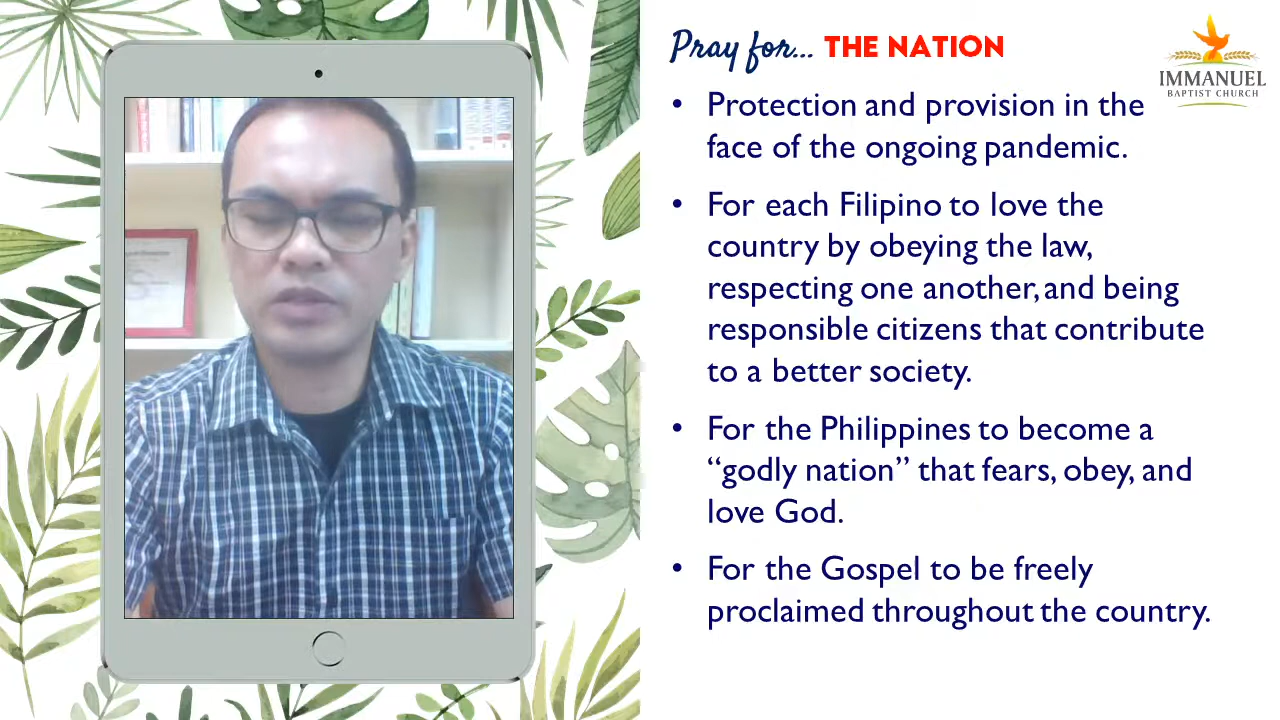 Pray for... THE NATION
IMMANUEL
BAPTIST CHURCH
• Protection and provision in the
face of the ongoing pandemic.
• For each Filipino to love the
country by obeying the law,
respecting one another, and being
responsible citizens that contribute
to a better society.
• For the Philippines to become a
“godly nation” that fears, obey, and
love God.
• For the Gospel to be freely
proclaimed throughout the country.